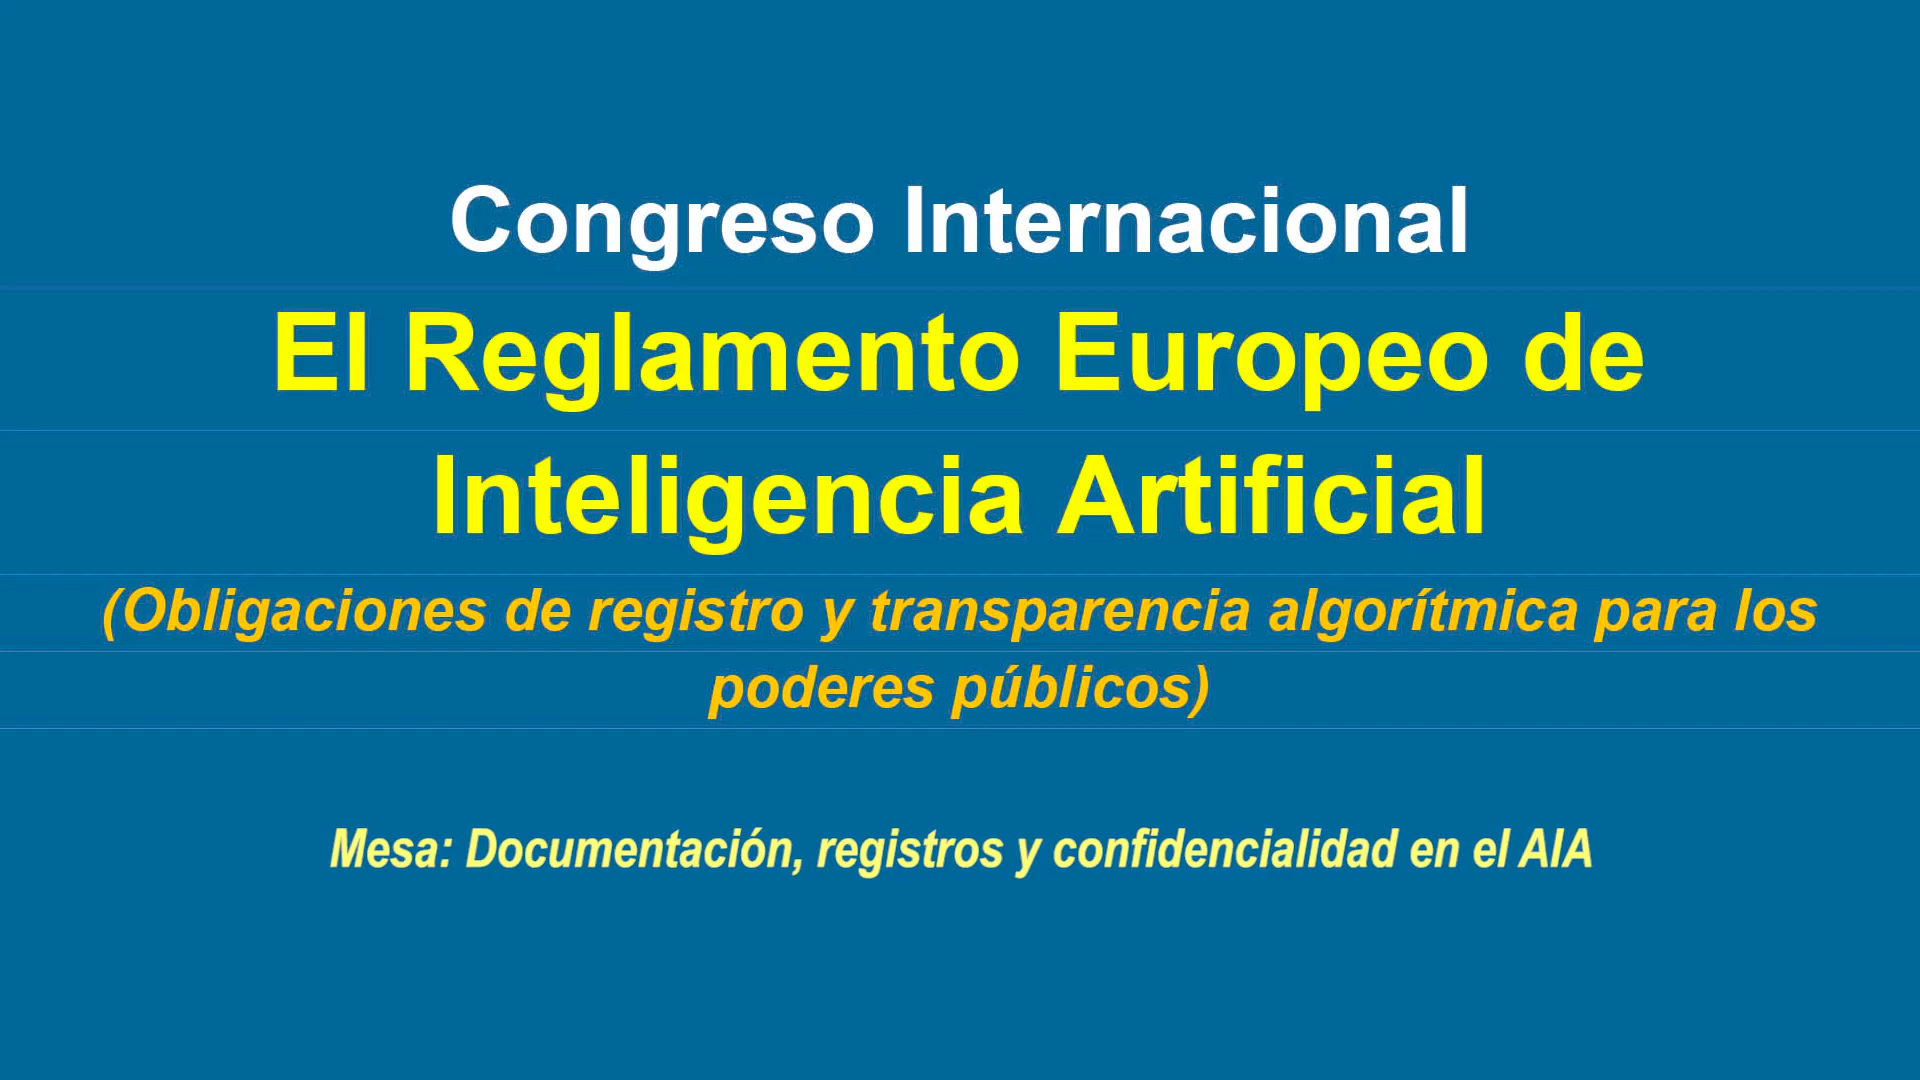 Congreso Internacional
El Reglamento Europeo de
Inteligencia Artificial
(Obligaciones de registro y transparencia algorítmica para los
poderes públicos)
Mesa: Documentación, registros y confidencialidad en el AIA